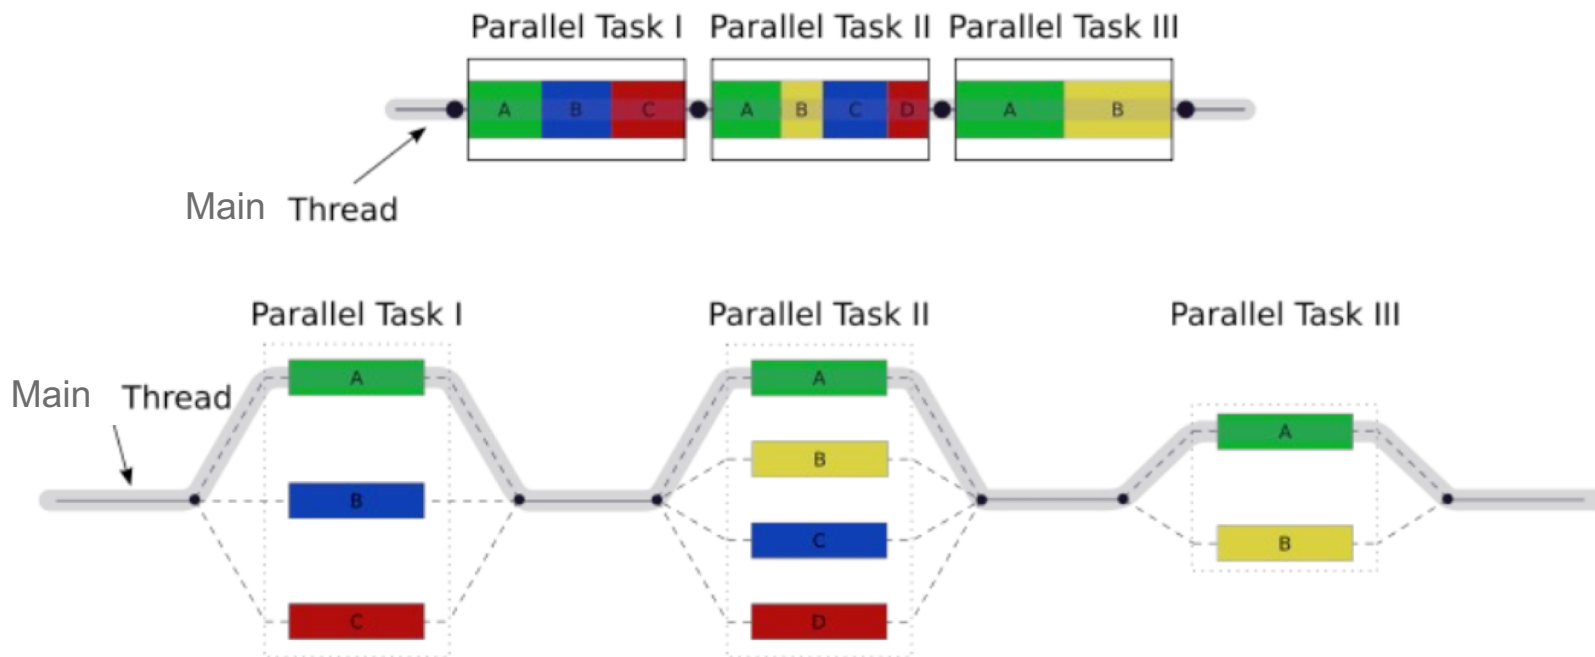 Parallel Task I Parallel Task II Parallel Task III
A B C A B C D A B
Main Thread
Parallel Task I Parallel Task II Parallel Task III
A A
Main Thread
A
B
B
C
B
C D